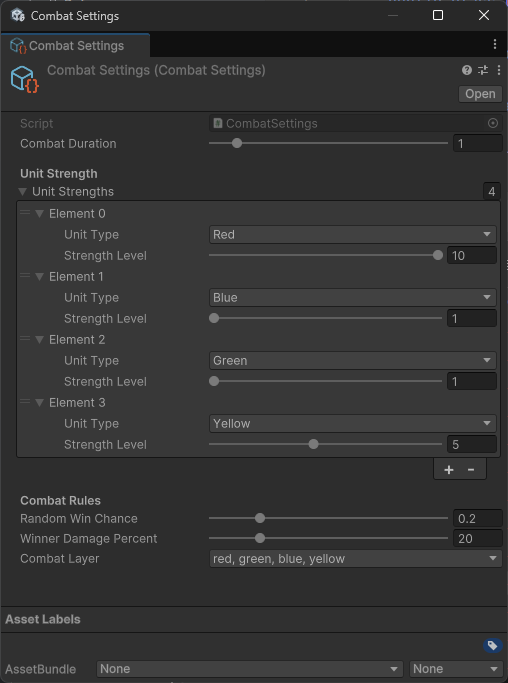 Combat Settings
Combat Settings
Combat Settings (Combat Settings)
Open
Script CombatSettings
Combat Duration 1
Unit Strength
Unit Strengths 4
Element 0
Unit Type Red
Strength Level 10
Element 1
Unit Type Blue
Strength Level 1
Element 2
Unit Type Green
Strength Level 1
Element 3
Unit Type Yellow
Strength Level 5
+ -
Combat Rules
Random Win Chance 0.2
Winner Damage Percent 20
Combat Layer red, green, blue, yellow
Asset Labels
AssetBundle None None